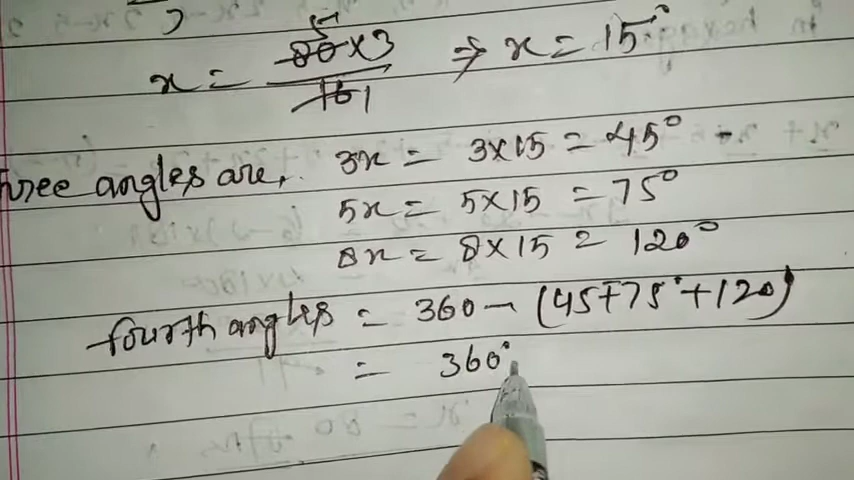 x = 80×3 / 161 ⇒ x = 15°
three angles are, 3x = 3×15 = 45°
5x = 5×15 = 75°
8x = 8×15 = 120°
fourth angles = 360 - (45+75°+120)
= 360°